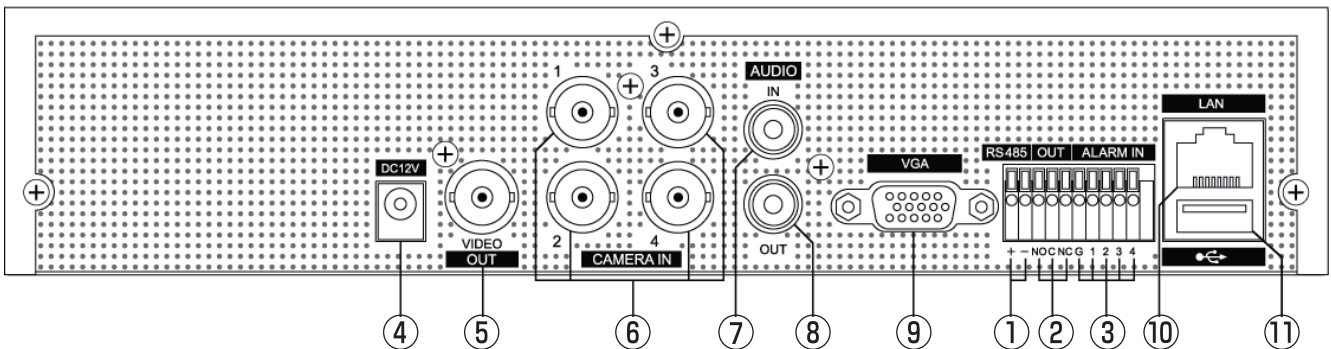 1 3 AUDIO
IN
LAN
RS485 OUT ALARM IN
DC12V VGA
VIDEO
OUT
2 4
CAMERA IN
OUT
+ − NO C NC G 1 2 3 4
④ ⑤ ⑥ ⑦ ⑧ ⑨ ① ② ③ ⑩ ⑪